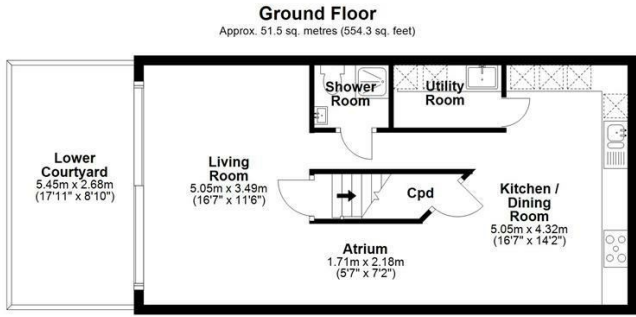 Ground Floor
Approx. 51.5 sq. metres (554.3 sq. feet)
Shower
Room
Utility
Room
Lower
Courtyard
5.45m x 2.68m
(17'11" x 8'10")
Living
Room
5.05m x 3.49m
(16'7" x 11'6")
Cpd
Kitchen /
Dining
Room
5.05m x 4.32m
(16'7" x 14'2")
Atrium
1.71m x 2.18m
(5'7" x 7'2")